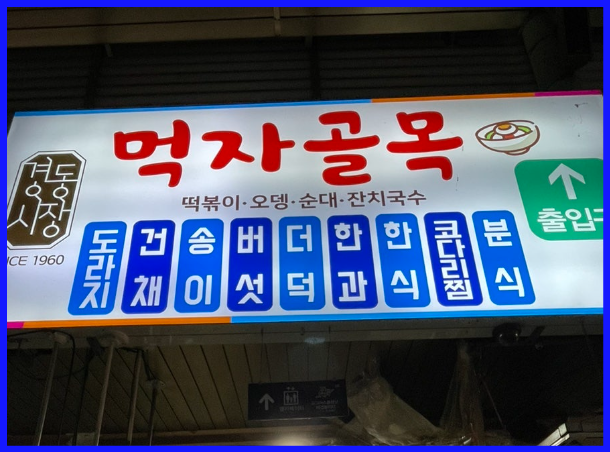 먹자골목
떡볶이·오뎅·순대·잔치국수
경동
시장
SINCE 1960
도라지 건채 송이 버섯 더덕 한과 한식 코다리찜 분식
출입구